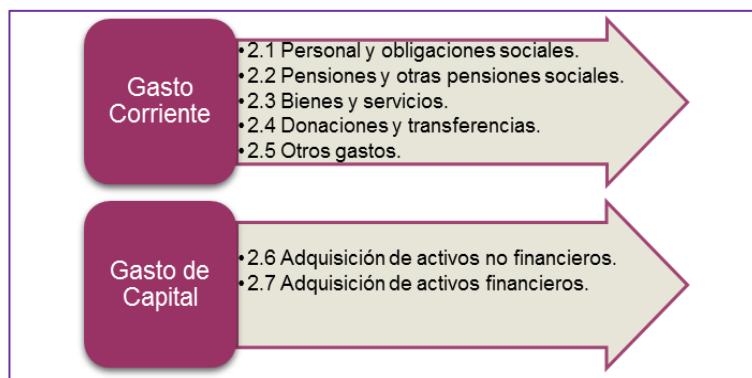 Gasto
Corriente
•2.1 Personal y obligaciones sociales.
•2.2 Pensiones y otras pensiones sociales.
•2.3 Bienes y servicios.
•2.4 Donaciones y transferencias.
•2.5 Otros gastos.
Gasto de
Capital
•2.6 Adquisición de activos no financieros.
•2.7 Adquisición de activos financieros.